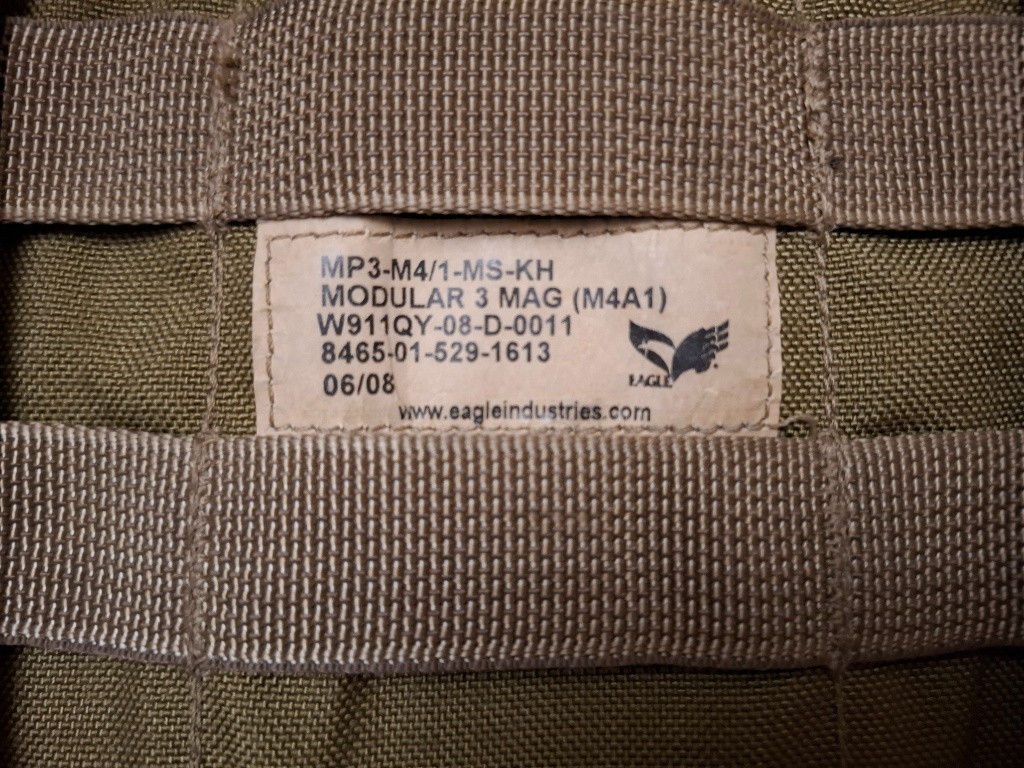 MP3-M4/1-MS-KH
MODULAR 3 MAG (M4A1)
W911QY-08-D-0011
8465-01-529-1613
06/08
EAGLE
www.eagleindustries.com